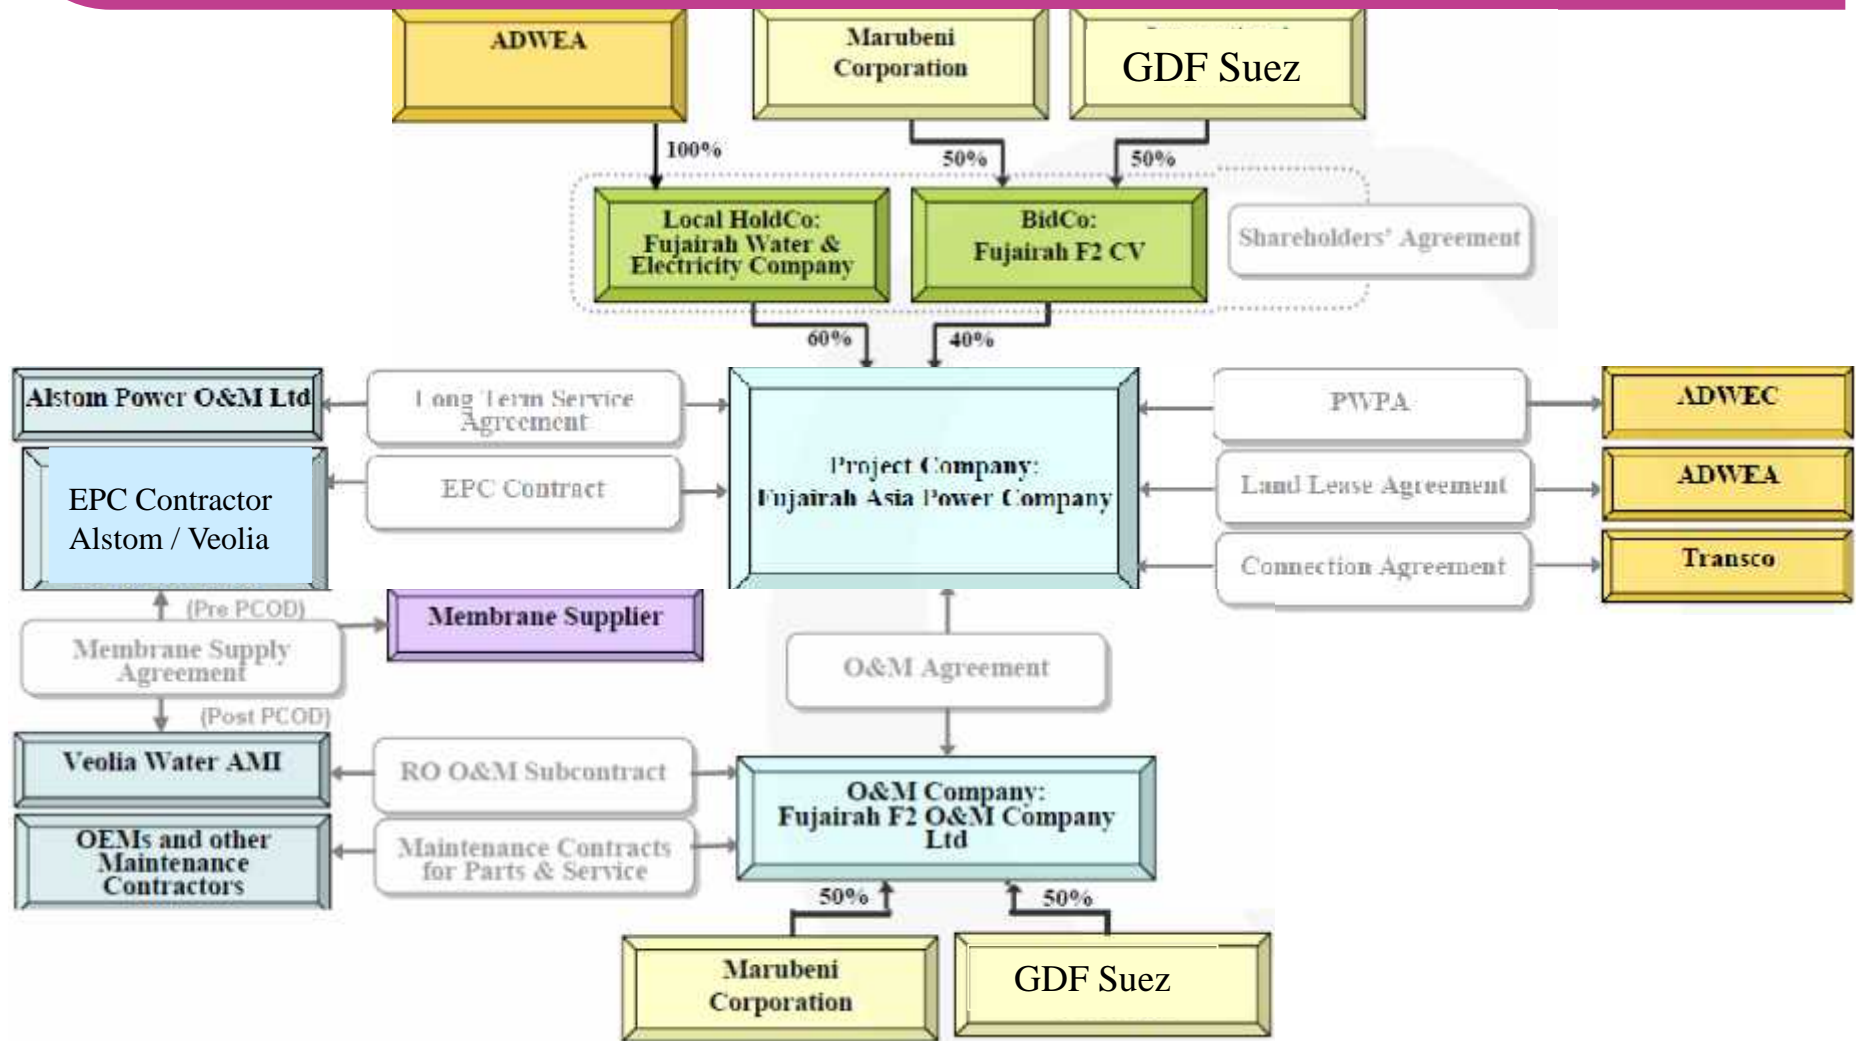 ADWEA
Marubeni
Corporation
GDF Suez
100%
50%
50%
Local HoldCo:
Fujairah Water &
Electricity Company
BidCo:
Fujairah F2 CV
Shareholders' Agreement
60%
40%
Alstom Power O&M Ltd
Long Term Service
Agreement
Project Company:
Fujairah Asia Power Company
PWPA
ADWEC
EPC Contractor
Alstom / Veolia
EPC Contract
Land Lease Agreement
ADWEA
Connection Agreement
Transco
(Pre PCOD)
Membrane Supplier
Membrane Supply
Agreement
O&M Agreement
(Post PCOD)
Veolia Water AMI
RO O&M Subcontract
O&M Company:
Fujairah F2 O&M Company
Ltd
OEMs and other
Maintenance
Contractors
Maintenance Contracts
for Parts & Service
50%
50%
Marubeni
Corporation
GDF Suez